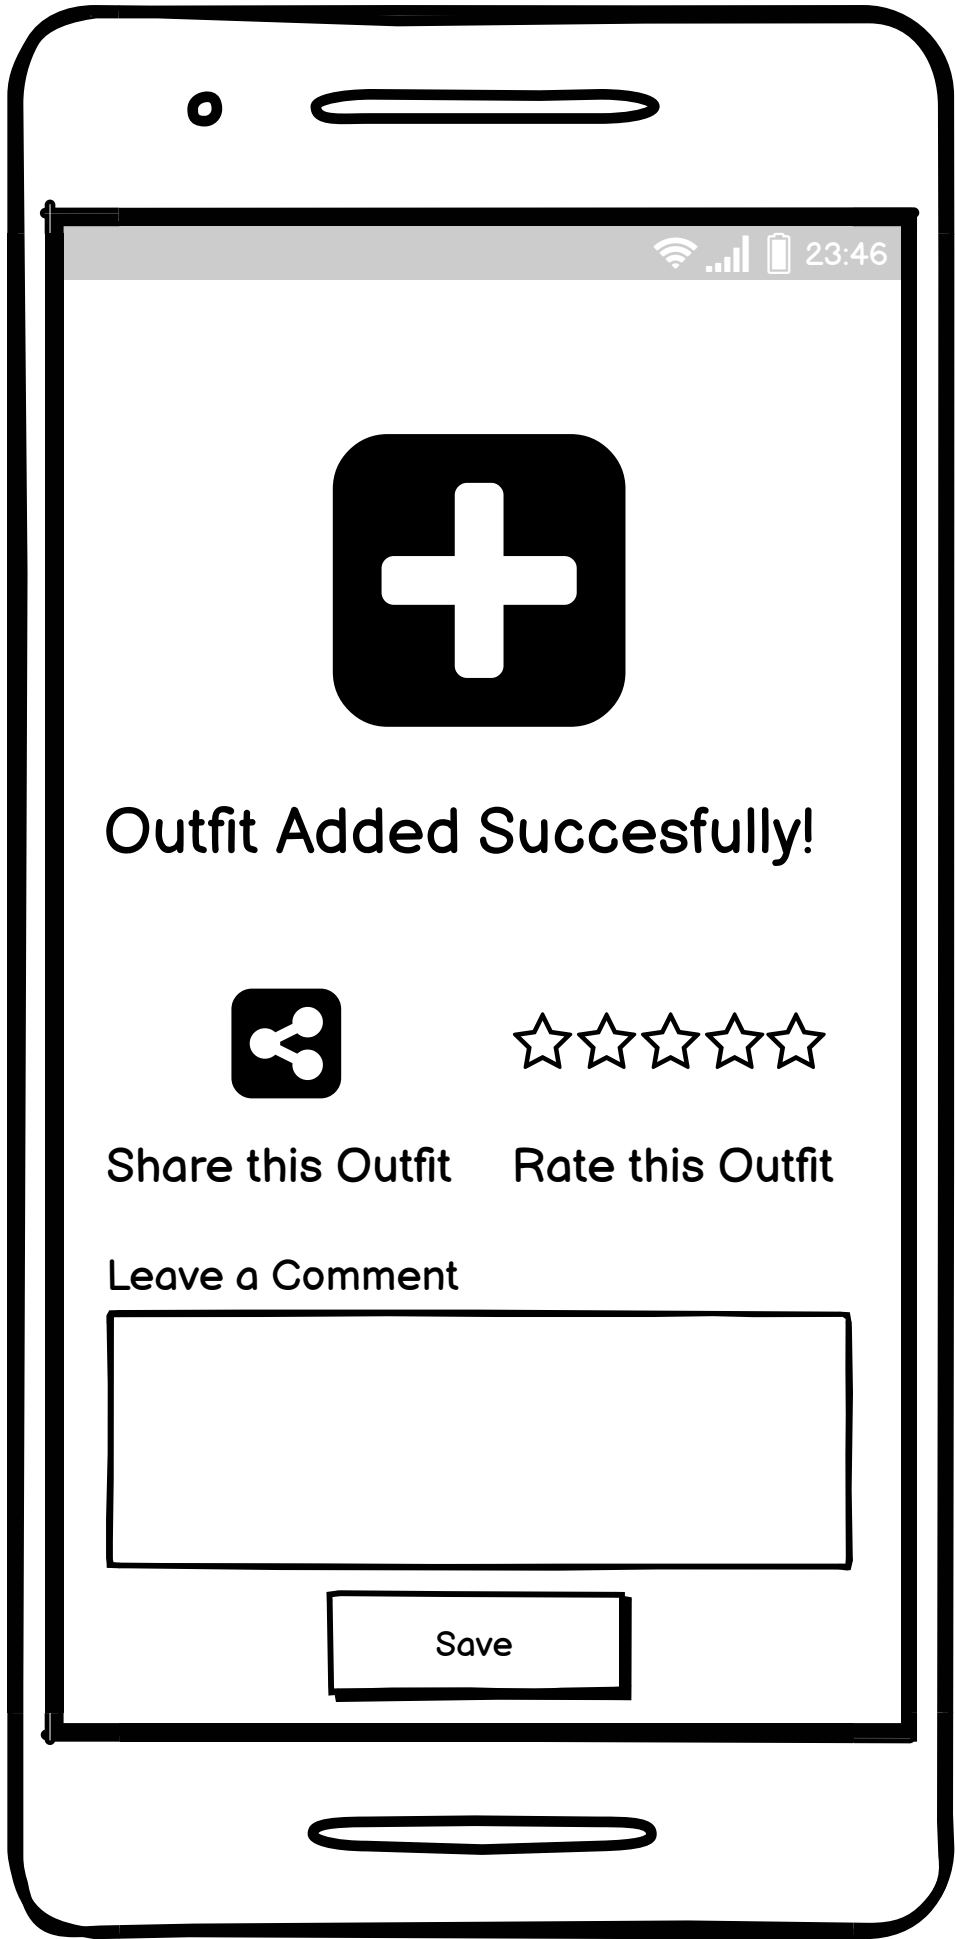 23:46
Outfit Added Succesfully!
Share this Outfit Rate this Outfit
Leave a Comment
Save